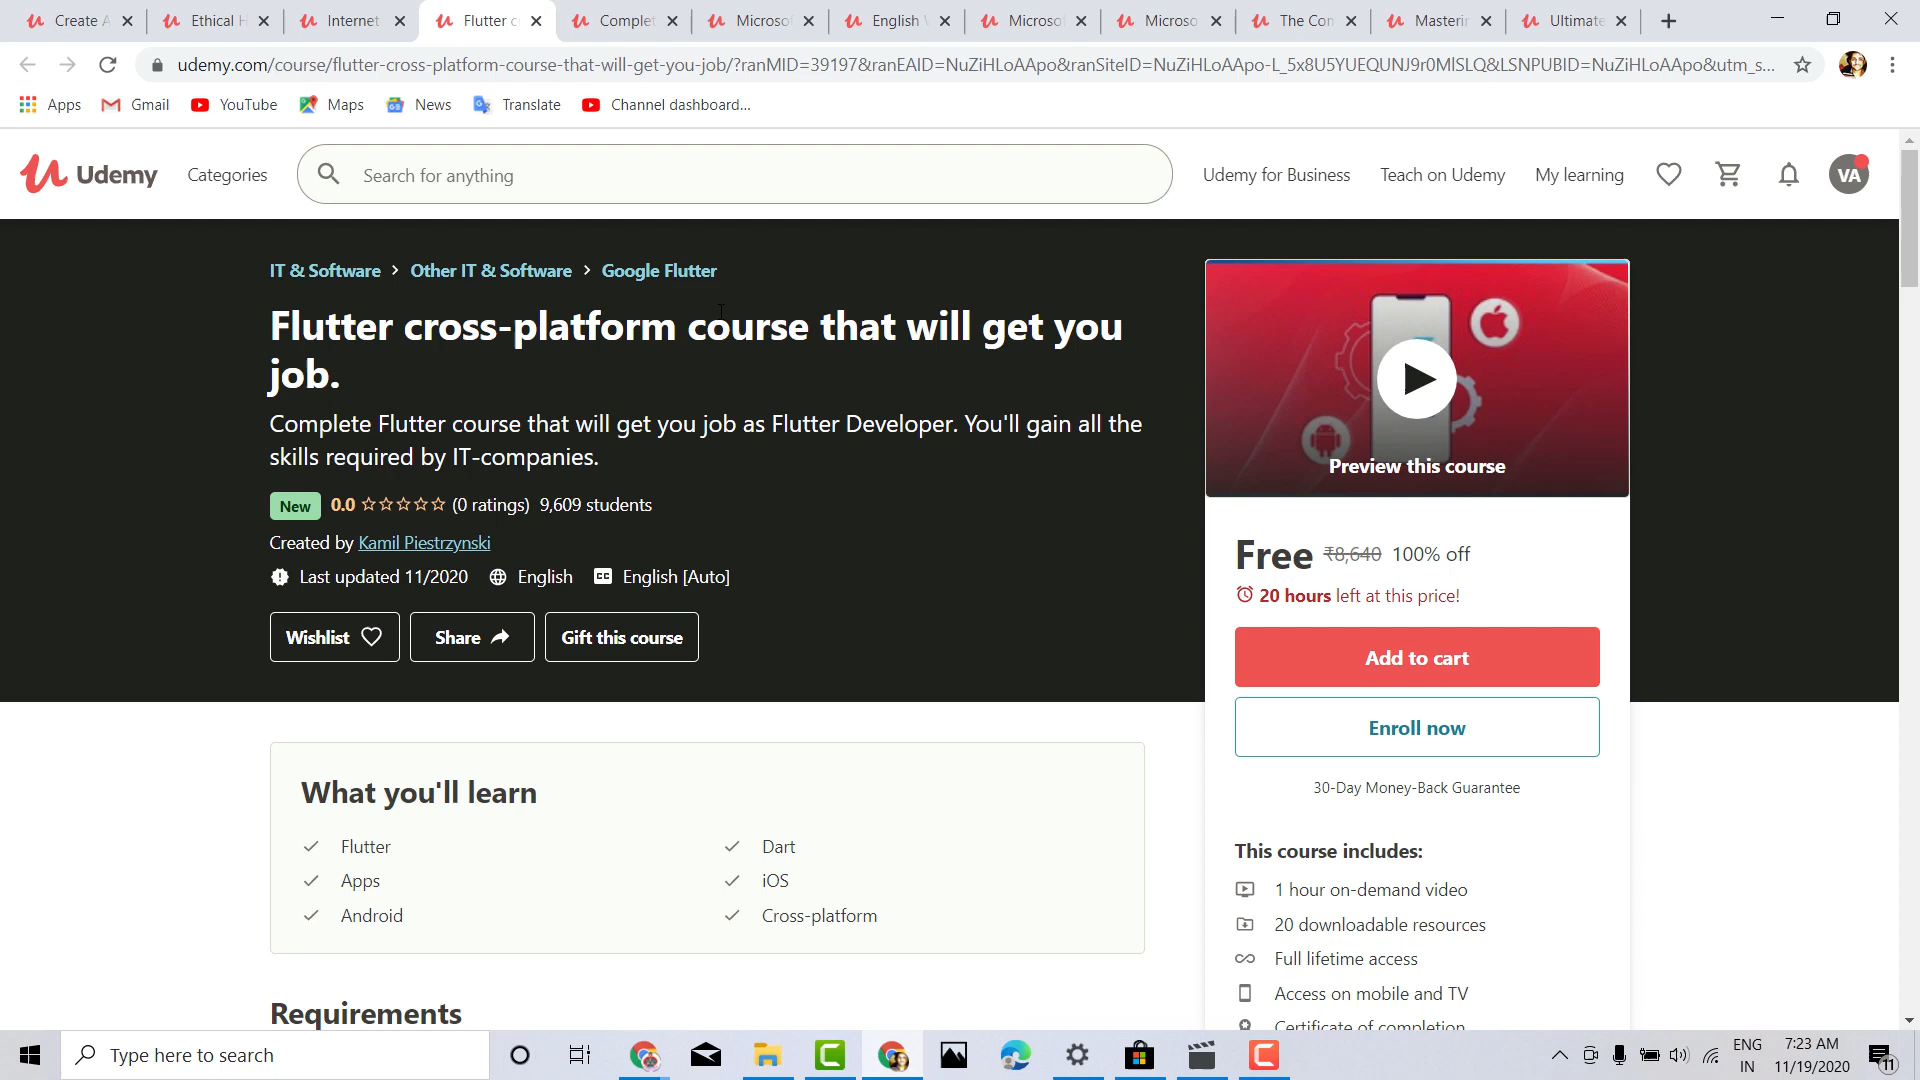 Create A
Ethical H
Internet
Flutter c
Complet
Microso
English
Microso
Microso
The Com
Masterin
Ultimate
udemy.com/course/flutter-cross-platform-course-that-will-get-you-job/?ranMID=39197&ranEAID=NuZiHLoAApo&ranSiteID=NuZiHLoAApo-L_5x8U5YUEQUNJ9r0MlSLQ&LSNPUBID=NuZiHLoAApo&utm_s...
Apps Gmail YouTube Maps News Translate Channel dashboard...
Udemy Categories Search for anything Udemy for Business Teach on Udemy My learning VA
IT & Software > Other IT & Software > Google Flutter
Flutter cross-platform course that will get you
job.
Complete Flutter course that will get you job as Flutter Developer. You'll gain all the
skills required by IT-companies.
New 0.0 (0 ratings) 9,609 students
Created by Kamil Piestrzynski
Last updated 11/2020 English English [Auto]
Wishlist Share Gift this course
Preview this course
Free ₹8,640 100% off
20 hours left at this price!
Add to cart
Enroll now
30-Day Money-Back Guarantee
This course includes:
1 hour on-demand video
20 downloadable resources
Full lifetime access
Access on mobile and TV
Certificate of completion
What you'll learn
Flutter Dart
Apps iOS
Android Cross-platform
Requirements
Type here to search
ENG
IN
7:23 AM
11/19/2020
11